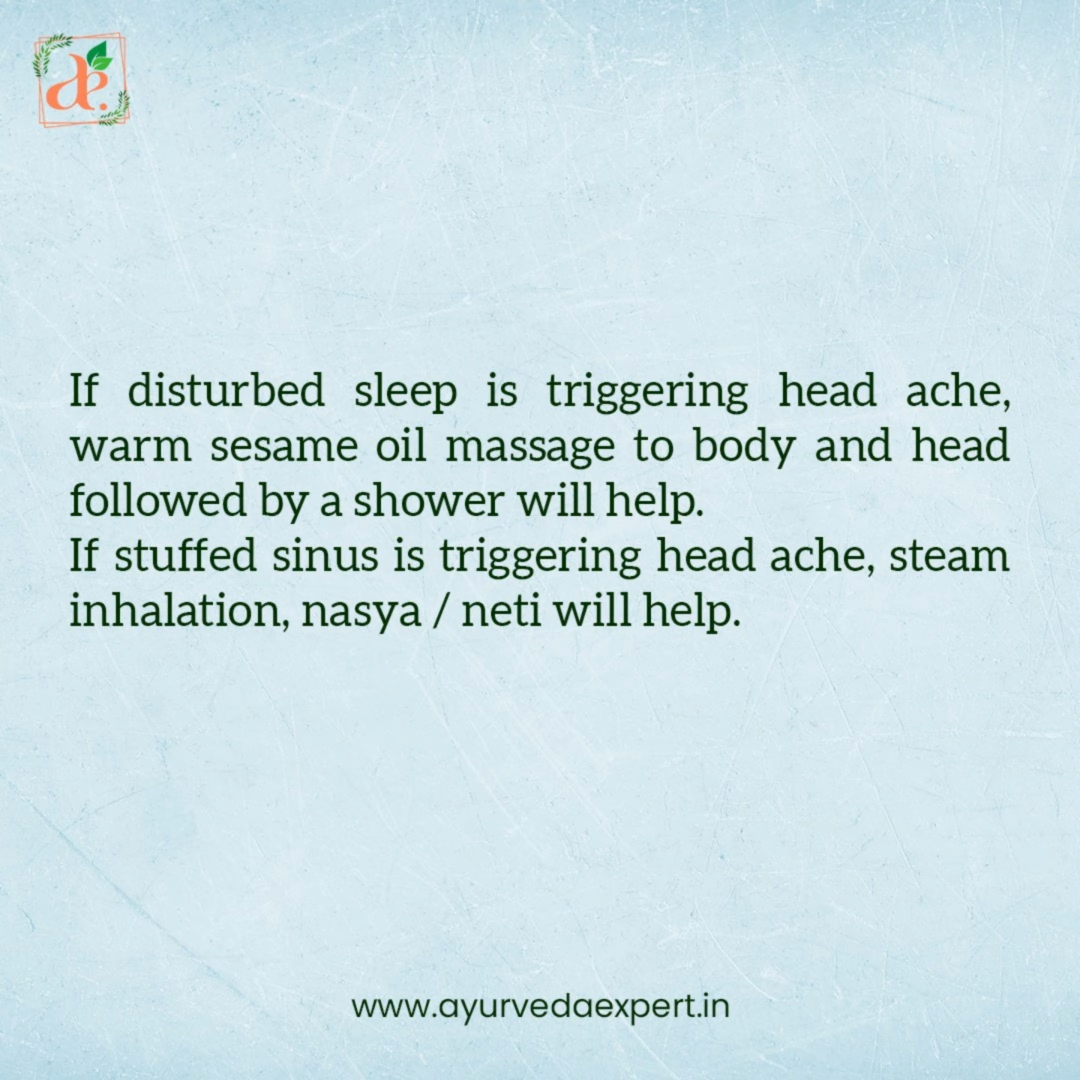 æ.
If disturbed sleep is triggering head ache,
warm sesame oil massage to body and head
followed by a shower will help.
If stuffed sinus is triggering head ache, steam
inhalation, nasya / neti will help.
www.ayurvedaexpert.in